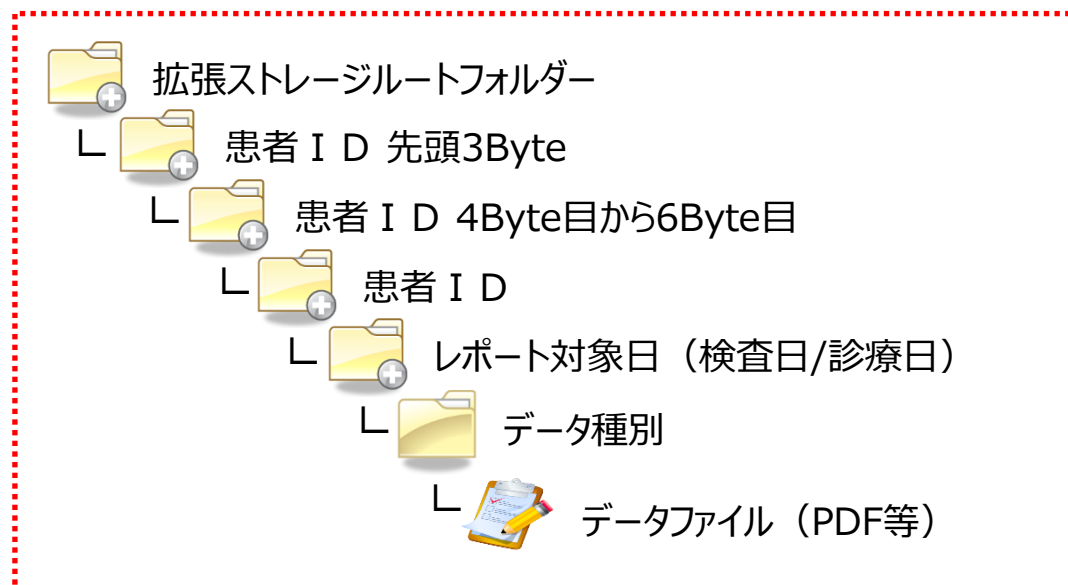 拡張ストレージルートフォルダー
患者ＩＤ 先頭3Byte
患者ＩＤ 4Byte目から6Byte目
患者ＩＤ
レポート対象日（検査日/診療日）
データ種別
データファイル（PDF等）